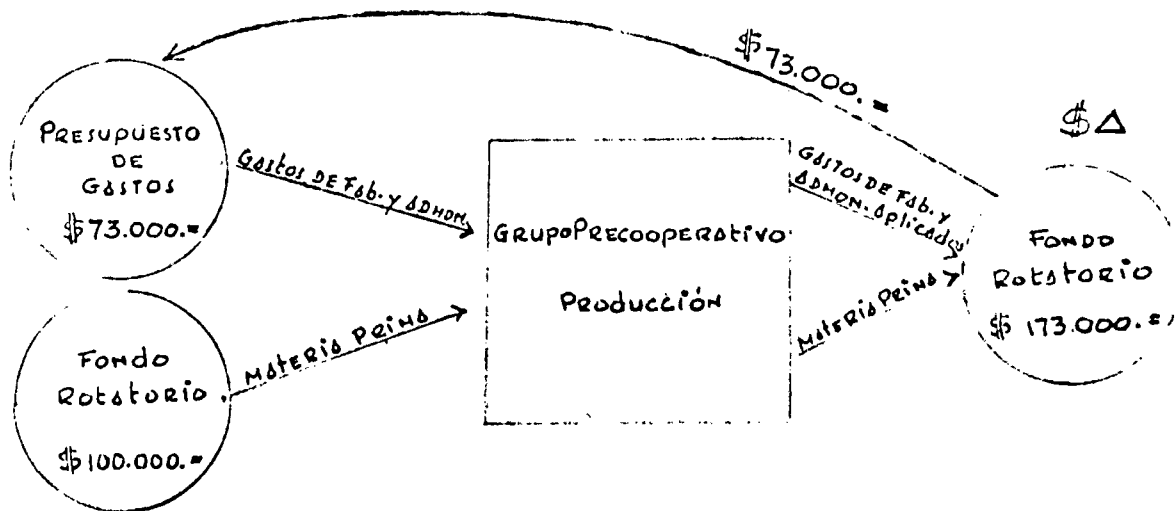 $ 73.000.=
$ Δ
PRESUPUESTO
DE
GASTOS
$ 73.000.=
GASTOS DE FAB. Y ADMON.
GRUPO PRECOOPERATIVO
PRODUCCIÓN
GASTOS DE FAB. Y
ADMON. APLICADOS
FONDO
ROTATORIO
$ 173.000.=
FONDO
ROTATORIO
$ 100.000.=
MATERIA PRIMA
MATERIA PRIMA